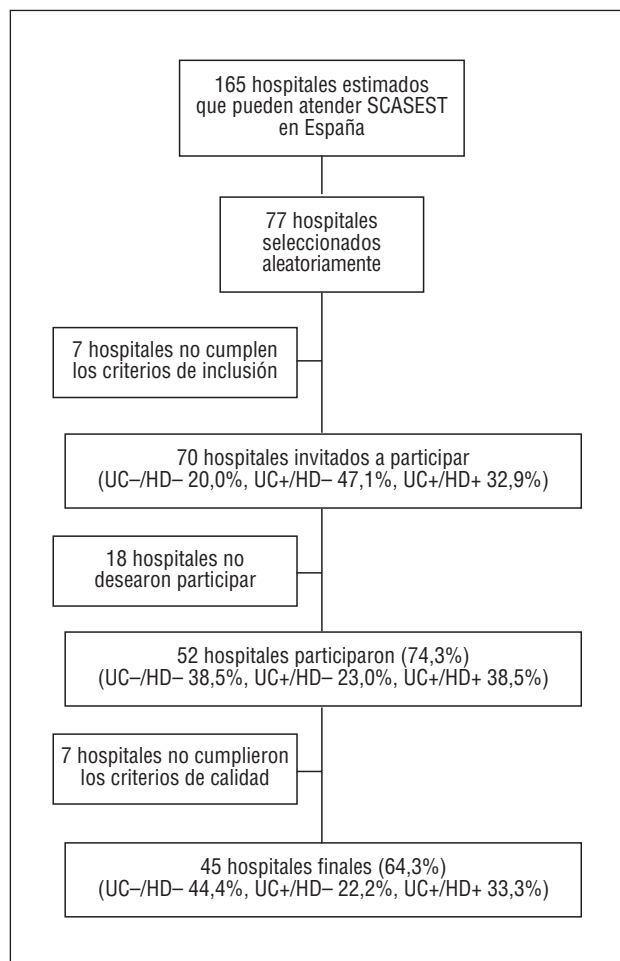 165 hospitales estimados
que pueden atender SCASEST
en España
77 hospitales
seleccionados
aleatoriamente
7 hospitales no cumplen
los criterios de inclusión
70 hospitales invitados a participar
(UC–/HD– 20,0%, UC+/HD– 47,1%, UC+/HD+ 32,9%)
18 hospitales no
desearon participar
52 hospitales participaron (74,3%)
(UC–/HD– 38,5%, UC+/HD– 23,0%, UC+/HD+ 38,5%)
7 hospitales no cumplieron
los criterios de calidad
45 hospitales finales (64,3%)
(UC–/HD– 44,4%, UC+/HD– 22,2%, UC+/HD+ 33,3%)